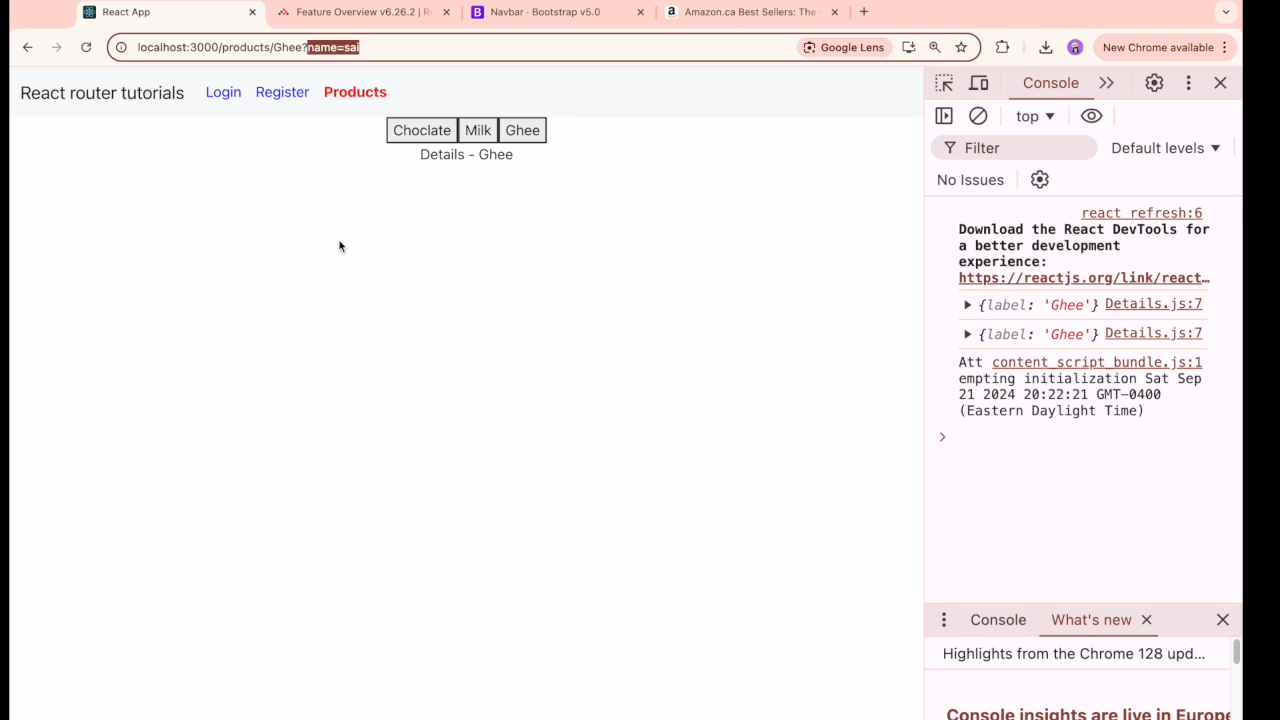 React App
Feature Overview v6.26.2 | R
Navbar · Bootstrap v5.0
Amazon.ca Best Sellers: The
localhost:3000/products/Ghee?name=sai
Google Lens
New Chrome available
React router tutorials Login Register Products
Choclate Milk Ghee
Details - Ghee
Console
top
Filter
Default levels
No Issues
react refresh:6
Download the React DevTools for
a better development
experience:
https://reactjs.org/link/react…
{label: 'Ghee'} Details.js:7
{label: 'Ghee'} Details.js:7
Att content_script_bundle.js:1
empting initialization Sat Sep
21 2024 20:22:21 GMT-0400
(Eastern Daylight Time)
Console What's new
Highlights from the Chrome 128 upd...
Console insights are live in Europe